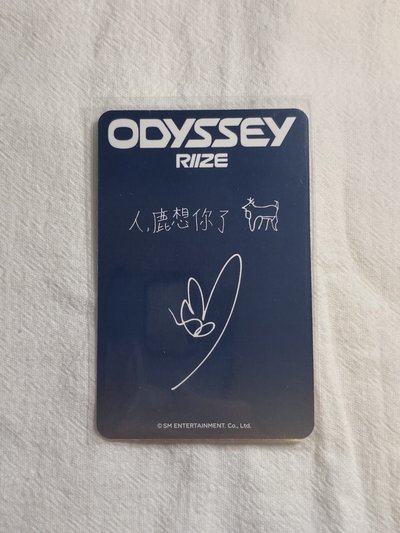 ODYSSEY
RIIZE
人,鹿想你了
© SM ENTERTAINMENT. Co., Ltd.